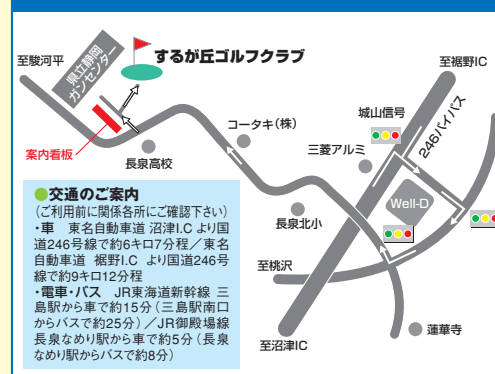 至駿河平
県立静岡
ガンセンター
するが丘ゴルフクラブ
至裾野IC
城山信号
246バイパス
コータキ(株)
三菱アルミ
案内看板
長泉高校
Well-D
長泉北小
至桃沢
蓮華寺
至沼津IC
●交通のご案内
(ご利用前に関係各所にご確認下さい)
・車 東名自動車道 沼津I.C より国
道246号線で約6キロ7分程／東名
自動車道 裾野I.C より国道246号
線で約9キロ12分程
・電車・バス JR東海道新幹線 三
島駅から車で約15分(三島駅南口
からバスで約25分)／JR御殿場線
長泉なめり駅から車で約5分(長泉
なめり駅からバスで約8分)